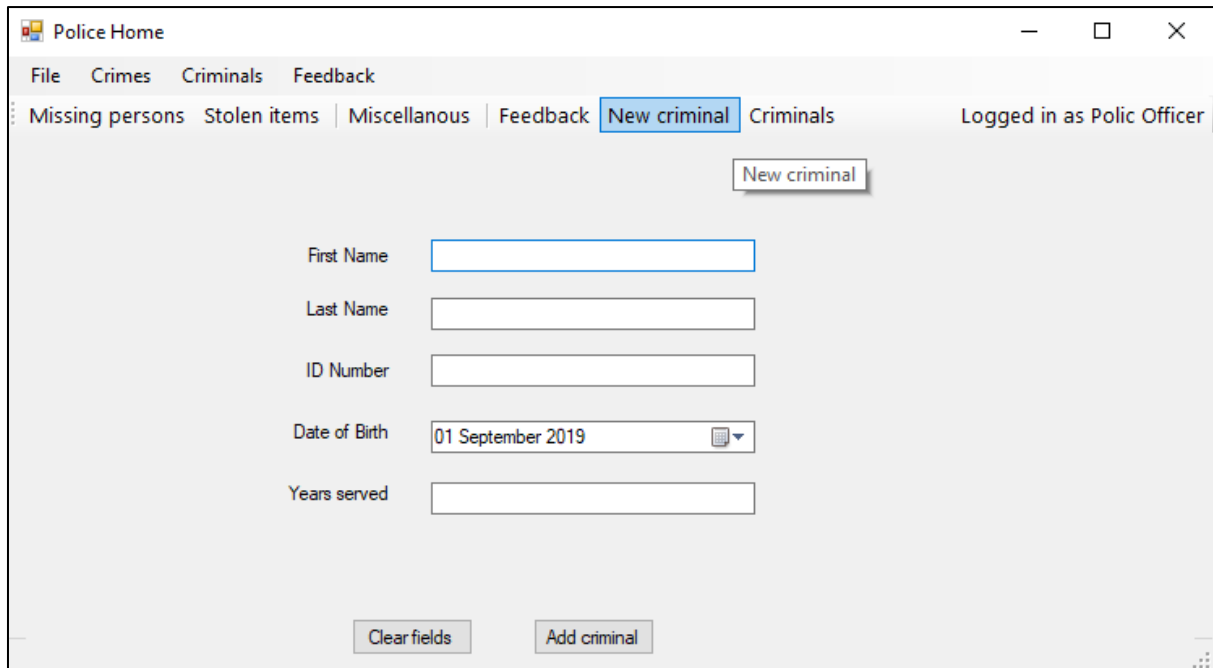 Police Home
File Crimes Criminals Feedback
Missing persons Stolen items Miscellanous Feedback New criminal Criminals Logged in as Polic Officer
New criminal
First Name
Last Name
ID Number
Date of Birth 01 September 2019
Years served
Clear fields Add criminal